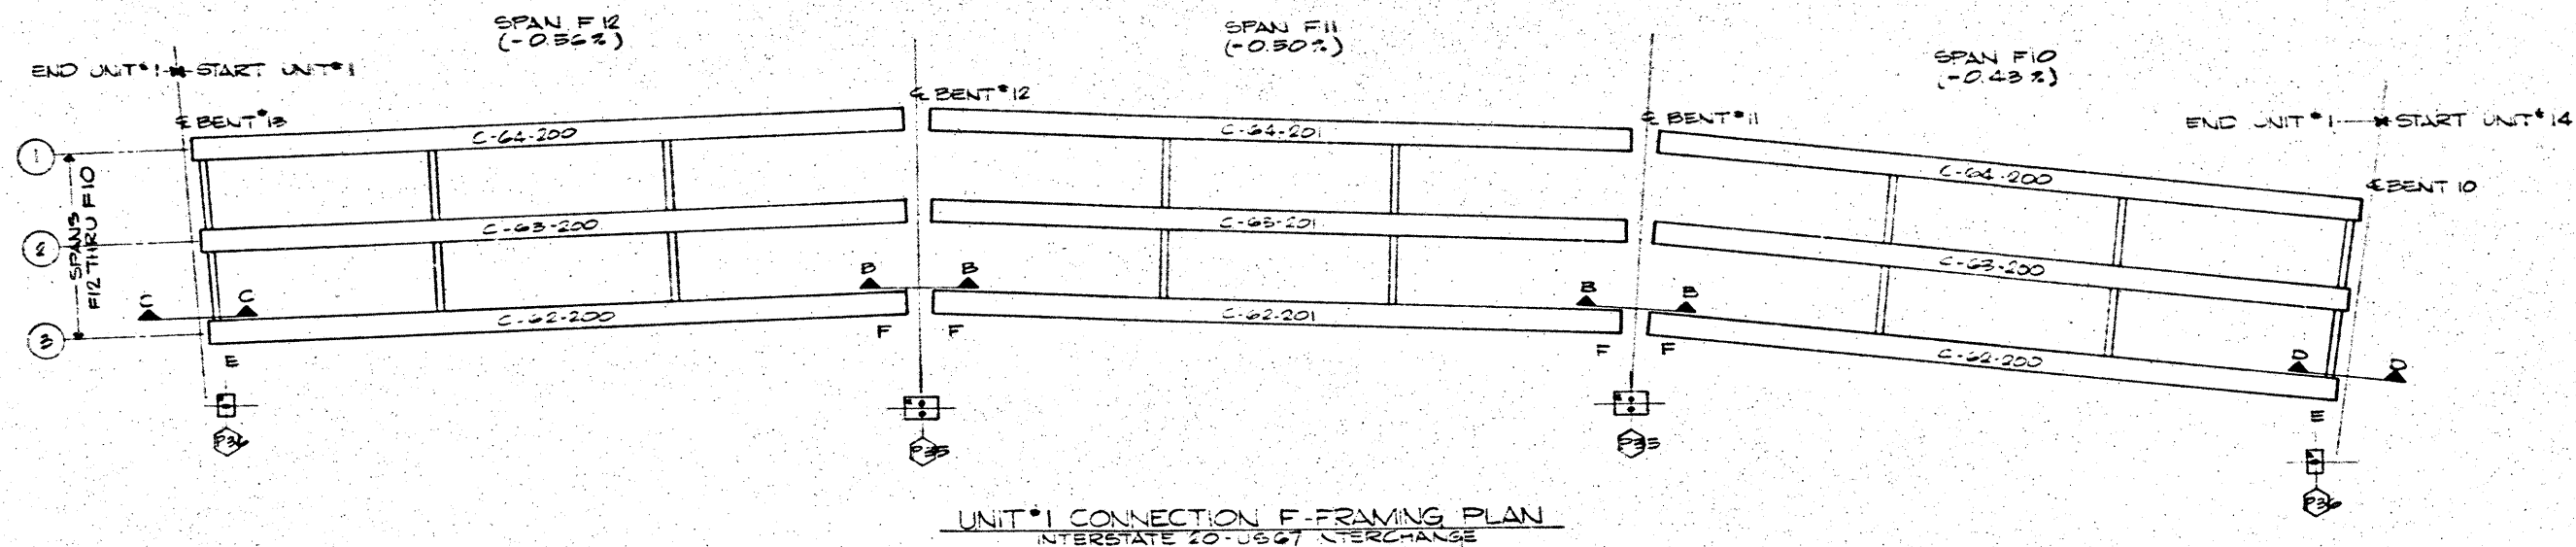 SPAN F12
(-0.56%)
SPAN F11
(-0.50%)
SPAN F10
(-0.43%)
END UNIT #1
START UNIT #1
END UNIT #1
START UNIT #14
℄ BENT #13
℄ BENT #12
℄ BENT #11
℄ BENT 10
C-64-200
C-64-201
C-64-200
1
2
3
SPANS
F12 THRU F10
C-63-200
C-63-201
C-63-200
C
C
B
B
B
B
D
D
C-62-200
C-62-201
C-62-200
E
F
F
F
F
E
P36
P35
P35
P36
UNIT #1 CONNECTION F-FRAMING PLAN
INTERSTATE 20-US67 INTERCHANGE